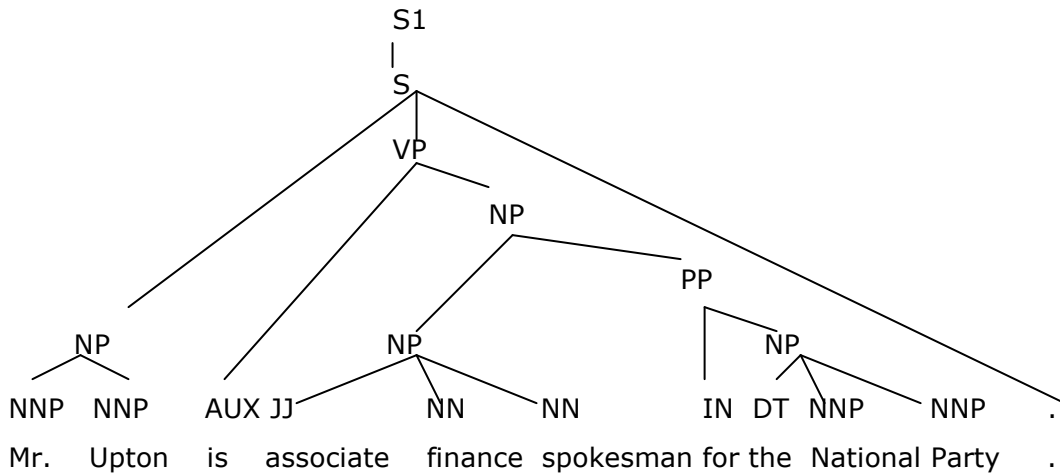 S1
S
VP
NP
PP
NP NP NP
NNP NNP AUX JJ NN NN IN DT NNP NNP .
Mr. Upton is associate finance spokesman for the National Party .